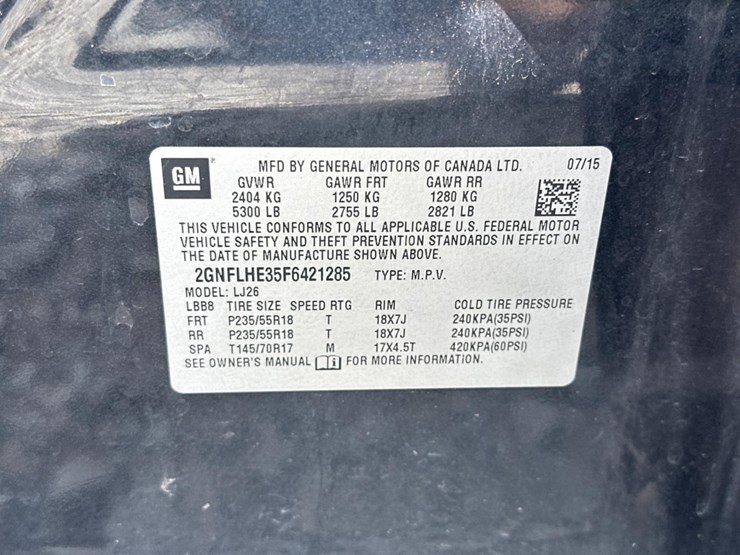 GM MFD BY GENERAL MOTORS OF CANADA LTD. 07/15
GVWR GAWR FRT GAWR RR
2404 KG 1250 KG 1280 KG
5300 LB 2755 LB 2821 LB
THIS VEHICLE CONFORMS TO ALL APPLICABLE U.S. FEDERAL MOTOR
VEHICLE SAFETY AND THEFT PREVENTION STANDARDS IN EFFECT ON
THE DATE OF MANUFACTURE SHOWN ABOVE.
2GNFLHE35F6421285 TYPE: M.P.V.
MODEL: LJ26
LBB8 TIRE SIZE SPEED RTG RIM COLD TIRE PRESSURE
FRT P235/55R18 T 18X7J 240KPA(35PSI)
RR P235/55R18 T 18X7J 240KPA(35PSI)
SPA T145/70R17 M 17X4.5T 420KPA(60PSI)
SEE OWNER'S MANUAL FOR MORE INFORMATION.